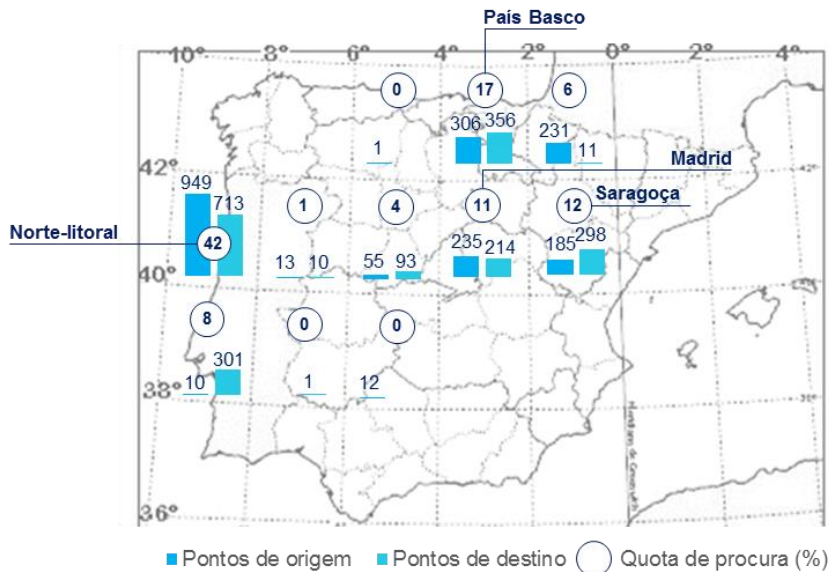 País Basco
10° 8° 6° 4° 2° 0° 2° 4°
0 17 6
306 356 231 11
1
Madrid
42°
949 713
1 4 11 12 Saragoça
Norte-litoral
42
235 214 185 298
13 10 55 93
40°
8 0 0
301
10 1 12
38°
36°
Pontos de origem Pontos de destino Quota de procura (%)